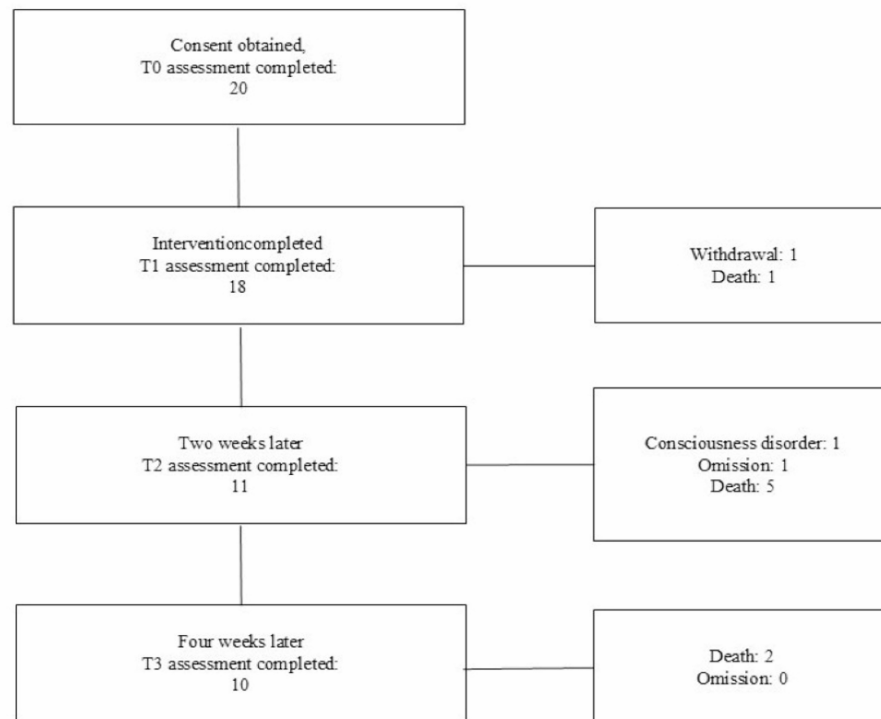 Consent obtained,
T0 assessment completed:
20
Interventioncompleted
T1 assessment completed:
18
Withdrawal: 1
Death: 1
Two weeks later
T2 assessment completed:
11
Consciousness disorder: 1
Omission: 1
Death: 5
Four weeks later
T3 assessment completed:
10
Death: 2
Omission: 0